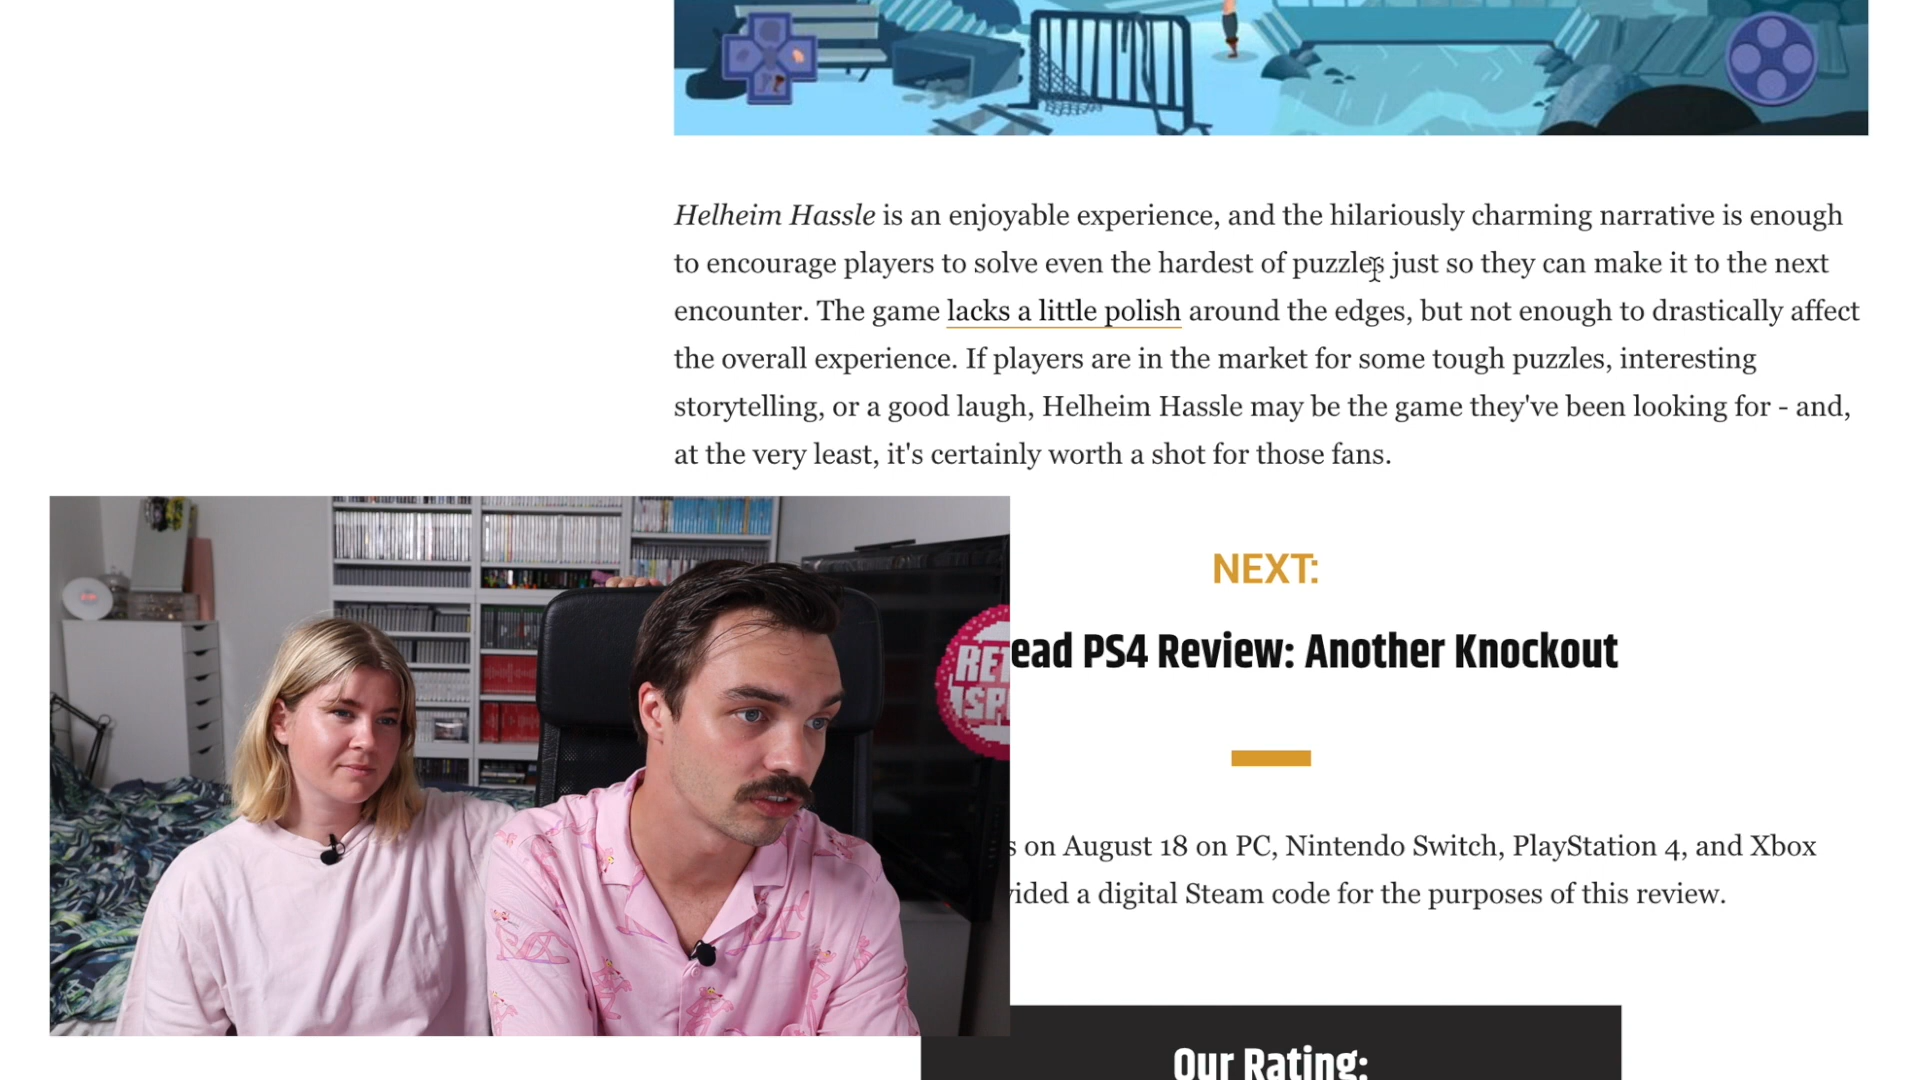 Helheim Hassle is an enjoyable experience, and the hilariously charming narrative is enough
to encourage players to solve even the hardest of puzzles just so they can make it to the next
encounter. The game lacks a little polish around the edges, but not enough to drastically affect
the overall experience. If players are in the market for some tough puzzles, interesting
storytelling, or a good laugh, Helheim Hassle may be the game they've been looking for - and,
at the very least, it's certainly worth a shot for those fans.
NEXT:
ead PS4 Review: Another Knockout
RET
SP
s on August 18 on PC, Nintendo Switch, PlayStation 4, and Xbox
vided a digital Steam code for the purposes of this review.
Our Rating: